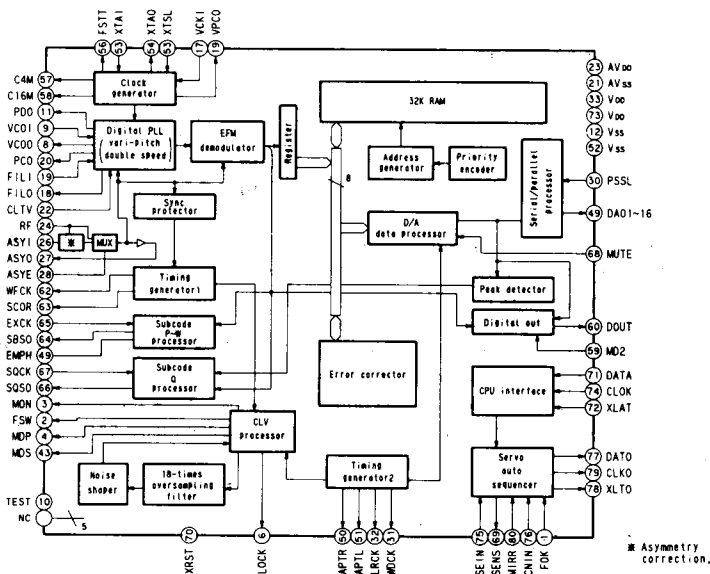 FSTT XTAI XTAO XTSL VCKI VPCO
56 53 54 53 17 19
C4M 57
C16M 58
PDO 11
VCOI 9
VCOO 8
PCO 20
FILI 19
FILO 18
CLTV 22
RF 24
ASYI 26
ASYO 27
ASYE 28
WFCK 62
SCOR 63
EXCK 65
SBSO 64
EMPH 49
SQCK 67
SQSO 66
MON 3
FSW 2
MDP 4
MDS 43
TEST 10
NC
5
Clock generator
Digital PLL vari-pitch (double speed)
EFM demodulator
Register
32K RAM
Address generator
Priority encoder
Serial/parallel processor
8
Sync protector
※
MUX
D/A data processor
Timing generator1
Peak detector
Subcode P-W processor
Digital out
Subcode Q processor
Error corrector
CPU interface
CLV processor
Servo auto sequencer
Noise shaper
18-times oversampling filter
Timing generator2
23 AVDD
21 AVSS
33 VDD
73 VDD
12 VSS
52 VSS
30 PSSL
49 DA01~16
68 MUTE
60 DOUT
59 MD2
71 DATA
74 CLOK
72 XLAT
77 DATO
79 CLKO
78 XLTO
70 6 50 51 32 31 75 69 80 76 1
XRST LOCK APTR APTL LRCK WDCK SEIN SENS MIRR CNIN FOK
※ Asymmetry correction.